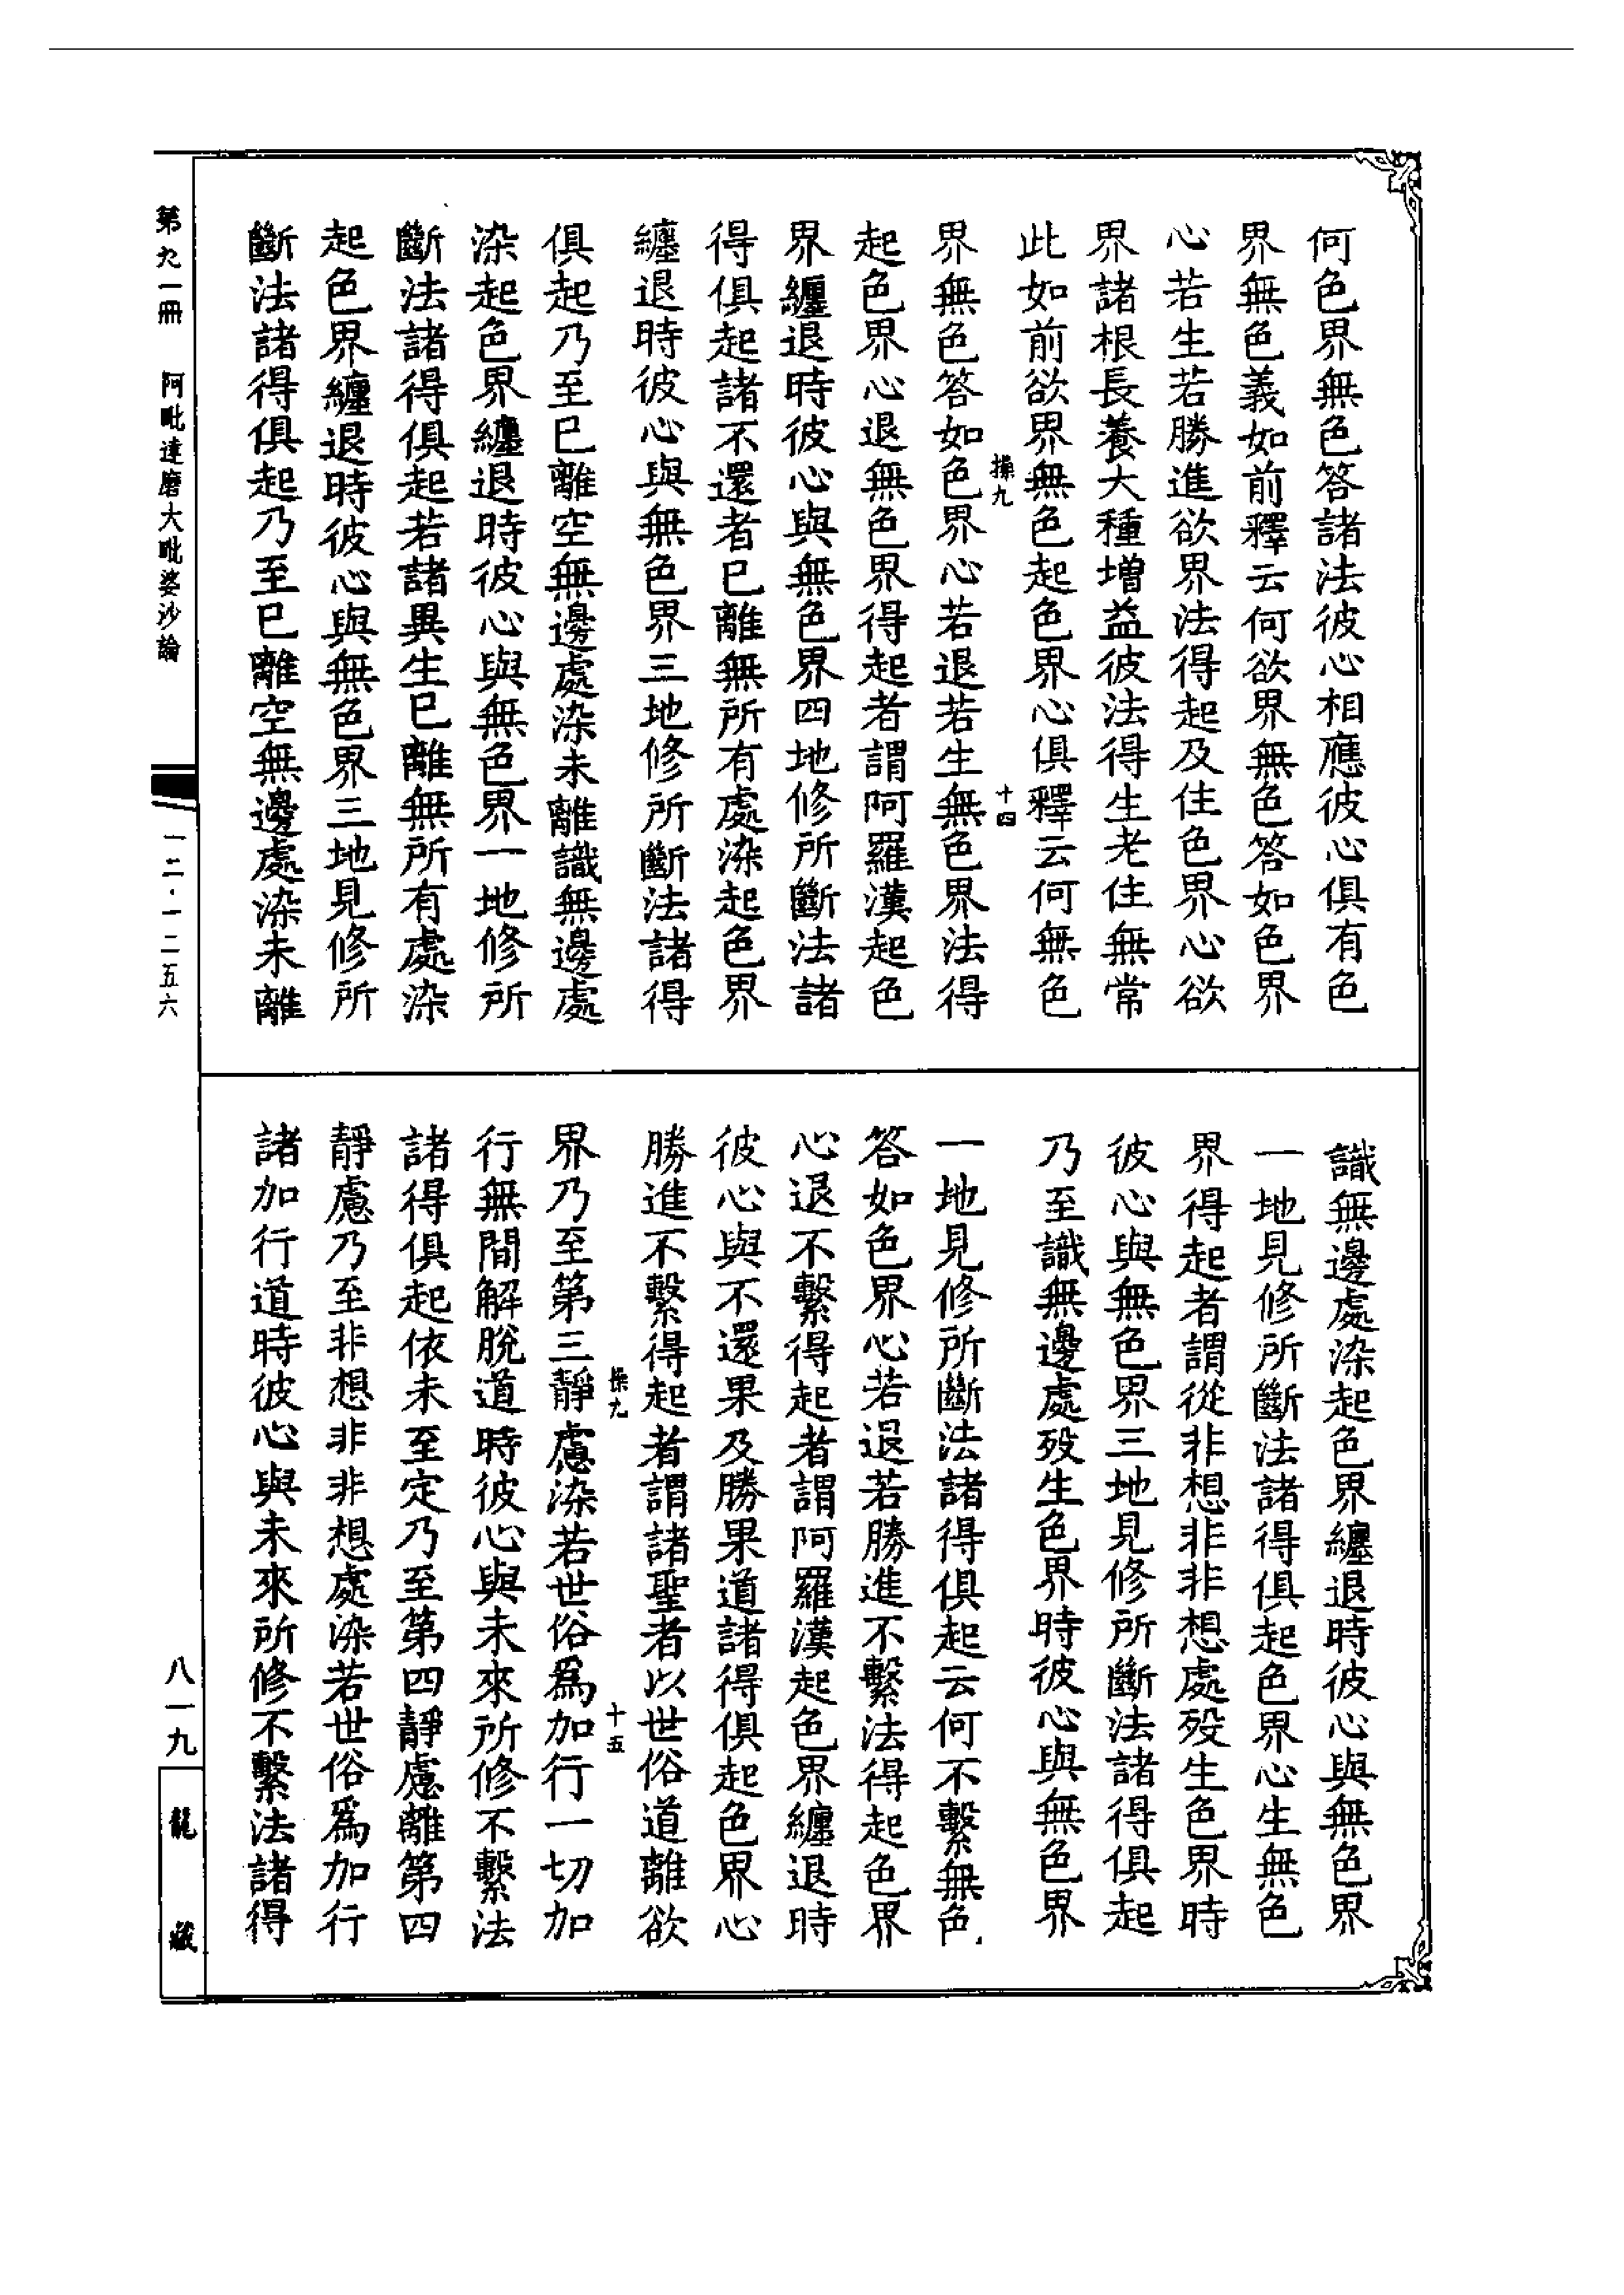 何色界無色答諸法彼心相應彼心俱有色
界無色義如前釋云何欲界無色答如色界
心若生若勝進欲界法得起及住色界心欲
界諸根長養大種增益彼法得生老住無常
此如前欲界無色起色界心俱釋云何無色
操九
十四
界無色答如色界心若退若生無色界法得
起色界心退無色界得起者謂阿羅漢起色
界纏退時彼心與無色界四地修所斷法諸
得俱起諸不還者已離無所有處染起色界
纏退時彼心與無色界三地修所斷法諸得
俱起乃至已離空無邊處染未離識無邊處
染起色界纏退時彼心與無色界一地修所
斷法諸得俱起若諸異生已離無所有處染
起色界纏退時彼心與無色界三地見修所
斷法諸得俱起乃至已離空無邊處染未離
識無邊處染起色界纏退時彼心與無色界
一地見修所斷法諸得俱起色界心生無色
界得起者謂從非想非非想處歿生色界時
彼心與無色界三地見修所斷法諸得俱起
乃至識無邊處歿生色界時彼心與無色界
一地見修所斷法諸得俱起云何不繫無色
答如色界心若退若勝進不繫法得起色界
心退不繫得起者謂阿羅漢起色界纏退時
彼心與不還果及勝果道諸得俱起色界心
勝進不繫得起者謂諸聖者以世俗道離欲
操九
十五
界乃至第三靜慮染若世俗爲加行一切加
行無間解脫道時彼心與未來所修不繫法
諸得俱起依未至定乃至第四靜慮離第四
靜慮乃至非想非非想處染若世俗爲加行
諸加行道時彼心與未來所修不繫法諸得
第九一冊 阿毗達磨大毗婆沙論
一二·一二五六
八一九
龍藏